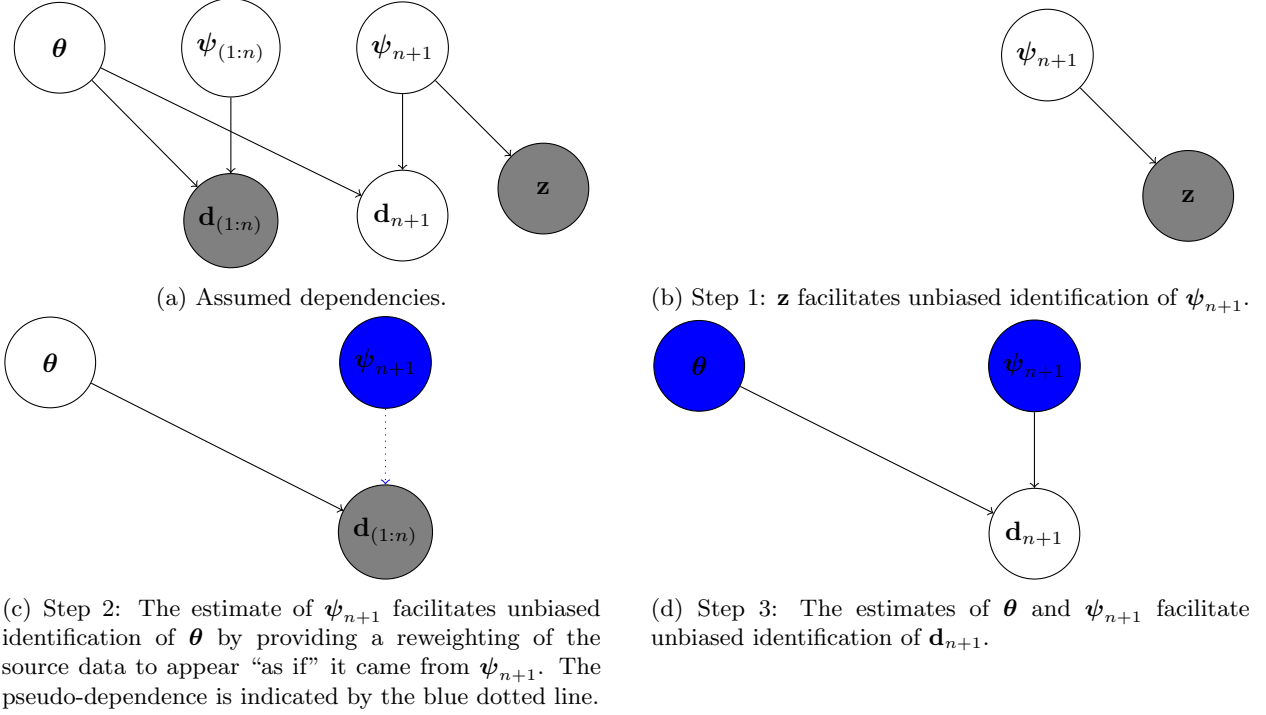 θ ψ(1:n) ψn+1
d(1:n) dn+1 z
(a) Assumed dependencies.
ψn+1
z
(b) Step 1: z facilitates unbiased identification of ψn+1.
θ ψn+1
d(1:n)
(c) Step 2: The estimate of ψn+1 facilitates unbiased
identification of θ by providing a reweighting of the
source data to appear “as if” it came from ψn+1. The
pseudo-dependence is indicated by the blue dotted line.
θ ψn+1
dn+1
(d) Step 3: The estimates of θ and ψn+1 facilitate
unbiased identification of dn+1.